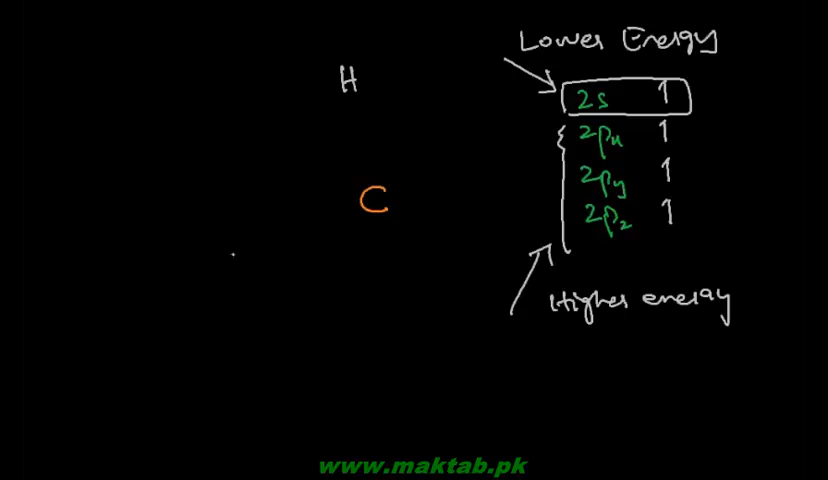 Lower Energy
H
2s 1
2px 1
C
2py 1
2pz 1
Higher energy
www.maktab.pk